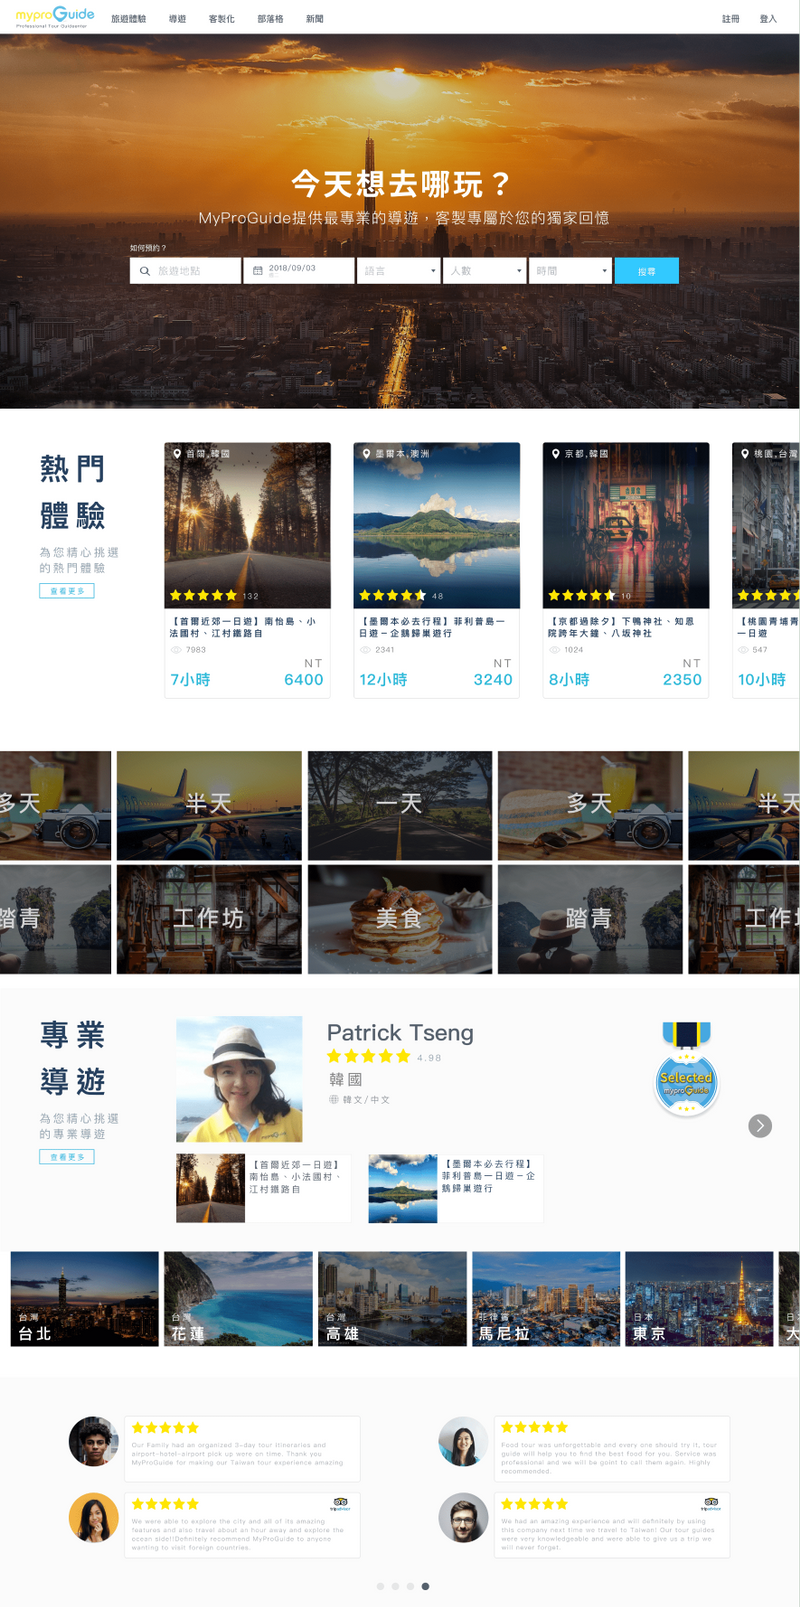 myproGuide
Professional Tour Guidantor
旅遊體驗 導遊 客製化 部落格 新聞 註冊 登入
今天想去哪玩？
MyProGuide提供最專業的導遊，客製專屬於您的獨家回憶
如何預約？
旅遊地點 2018/09/03 語言 人數 時間 搜尋
熱門
體驗
為您精心挑選
的熱門體驗
查看更多
首爾,韓國
132
【首爾近郊一日遊】南怡島、小
法國村、江村鐵路自
7983
NT
7小時 6400
墨爾本,澳洲
48
【墨爾本必去行程】菲利普島一
日遊－企鵝歸巢遊行
2341
NT
12小時 3240
京都,韓國
10
【京都過除夕】下鴨神社、知恩
院跨年大鐘、八坂神社
1024
NT
8小時 2350
桃園,台灣
【桃園青埔青
一日遊
547
10小時
多天 半天 一天 多天 半天
踏青 工作坊 美食 踏青 工作
專業
導遊
為您精心挑選
的專業導遊
查看更多
Patrick Tseng
4.98
韓國
韓文/中文
Selected
myproGuide
【首爾近郊一日遊】
南怡島、小法國村、
江村鐵路自
【墨爾本必去行程】
菲利普島一日遊－企
鵝歸巢遊行
台灣
台北
台灣
花蓮
台灣
高雄
菲律賓
馬尼拉
日本
東京
日
大
Our Family had an organized 3-day tour itineraries and
airport-hotel-airport pick up were on time. Thank you
MyProGuide for making our Taiwan tour experience amazing
Food tour was unforgettable and every one should try it, tour
guide will help you to find the best food for you. Service was
professional and we will be goint to call them again. Highly
recommended.
tripadvisor
We were able to explore the city and all of its amazing
features and also travel about an hour away and explore the
ocean side!!Definitely recommend MyProGuide to anyone
wanting to visit foreign countries.
tripadvisor
We had an amazing experience and will definitely by using
this company next time we travel to Taiwan! Our tour guides
were very knowledgeable and were able to give us a trip we
will never forget.